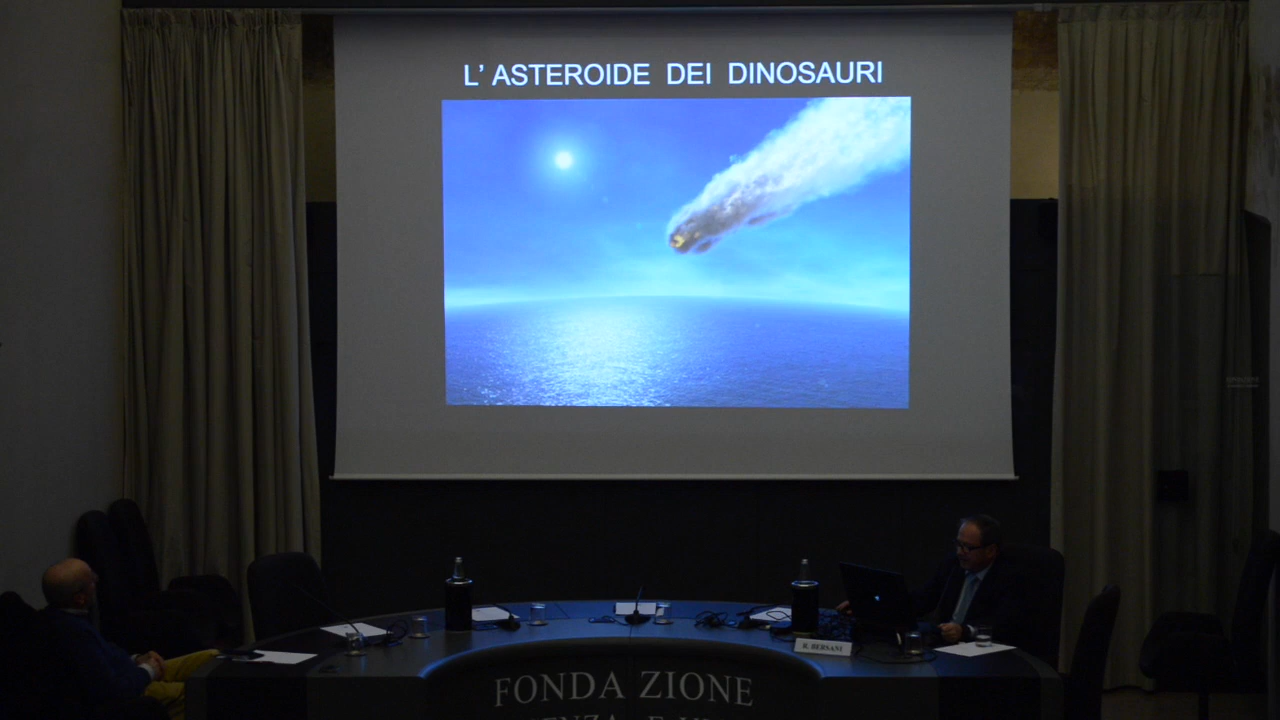 L' ASTEROIDE DEI DINOSAURI
R. BERSANI
FONDA ZIONE